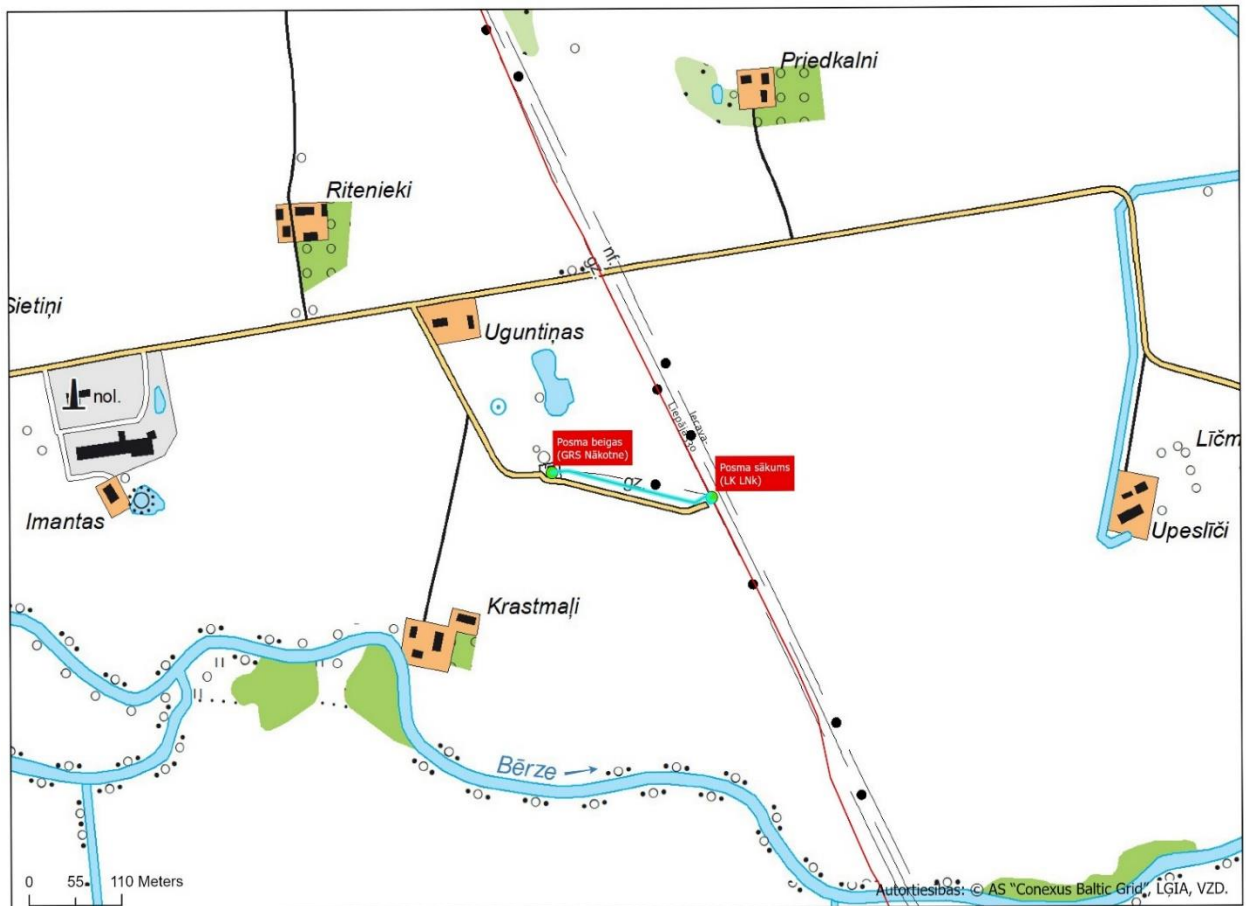 Priedkalni
Ritenieki
nf.
gz.
Sietiņi
Uguntiņas
nol.
Iecava-
Liepāja
Līčm
Posma beigas
(GRS Nākotne)
Posma sākums
(LK LNk)
gz.
Imantas
Upeslīči
Krastmaļi
Bērze
0 55 110 Meters
Autortiesības: © AS "Conexus Baltic Grid", LĢIA, VZD.